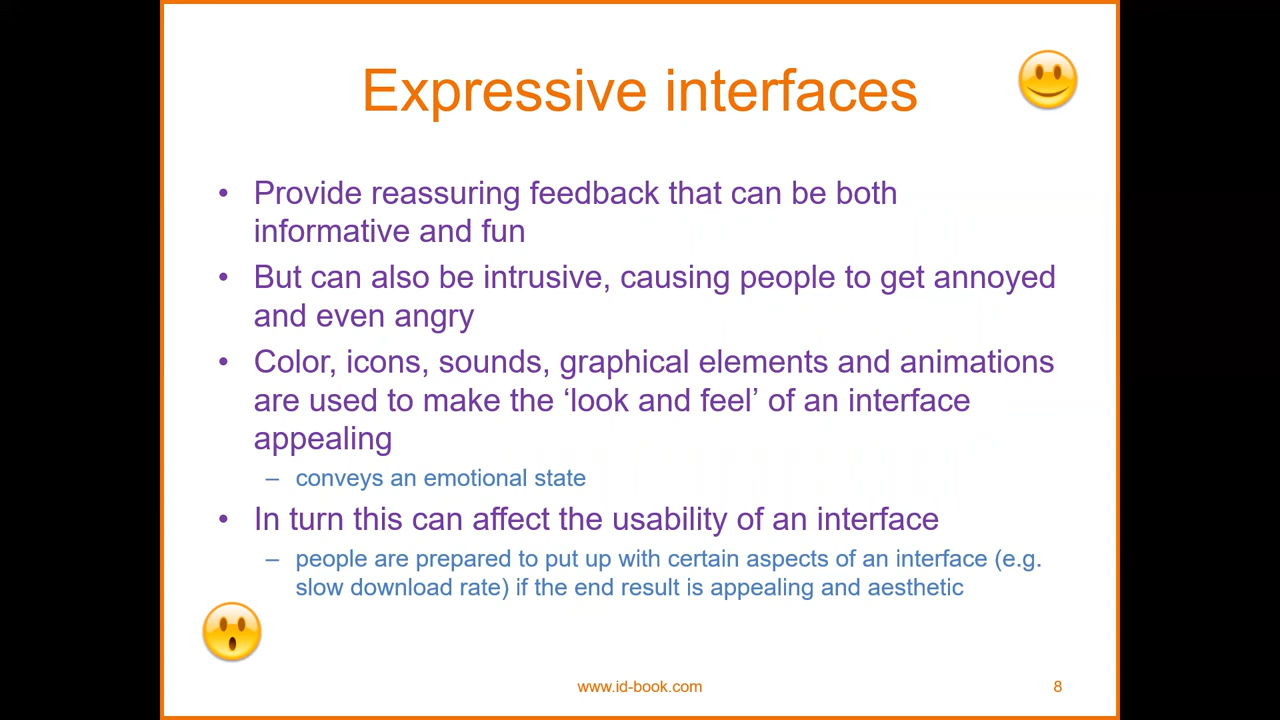 Expressive interfaces
• Provide reassuring feedback that can be both
informative and fun
• But can also be intrusive, causing people to get annoyed
and even angry
• Color, icons, sounds, graphical elements and animations
are used to make the ‘look and feel’ of an interface
appealing
– conveys an emotional state
• In turn this can affect the usability of an interface
– people are prepared to put up with certain aspects of an interface (e.g.
slow download rate) if the end result is appealing and aesthetic
www.id-book.com
8